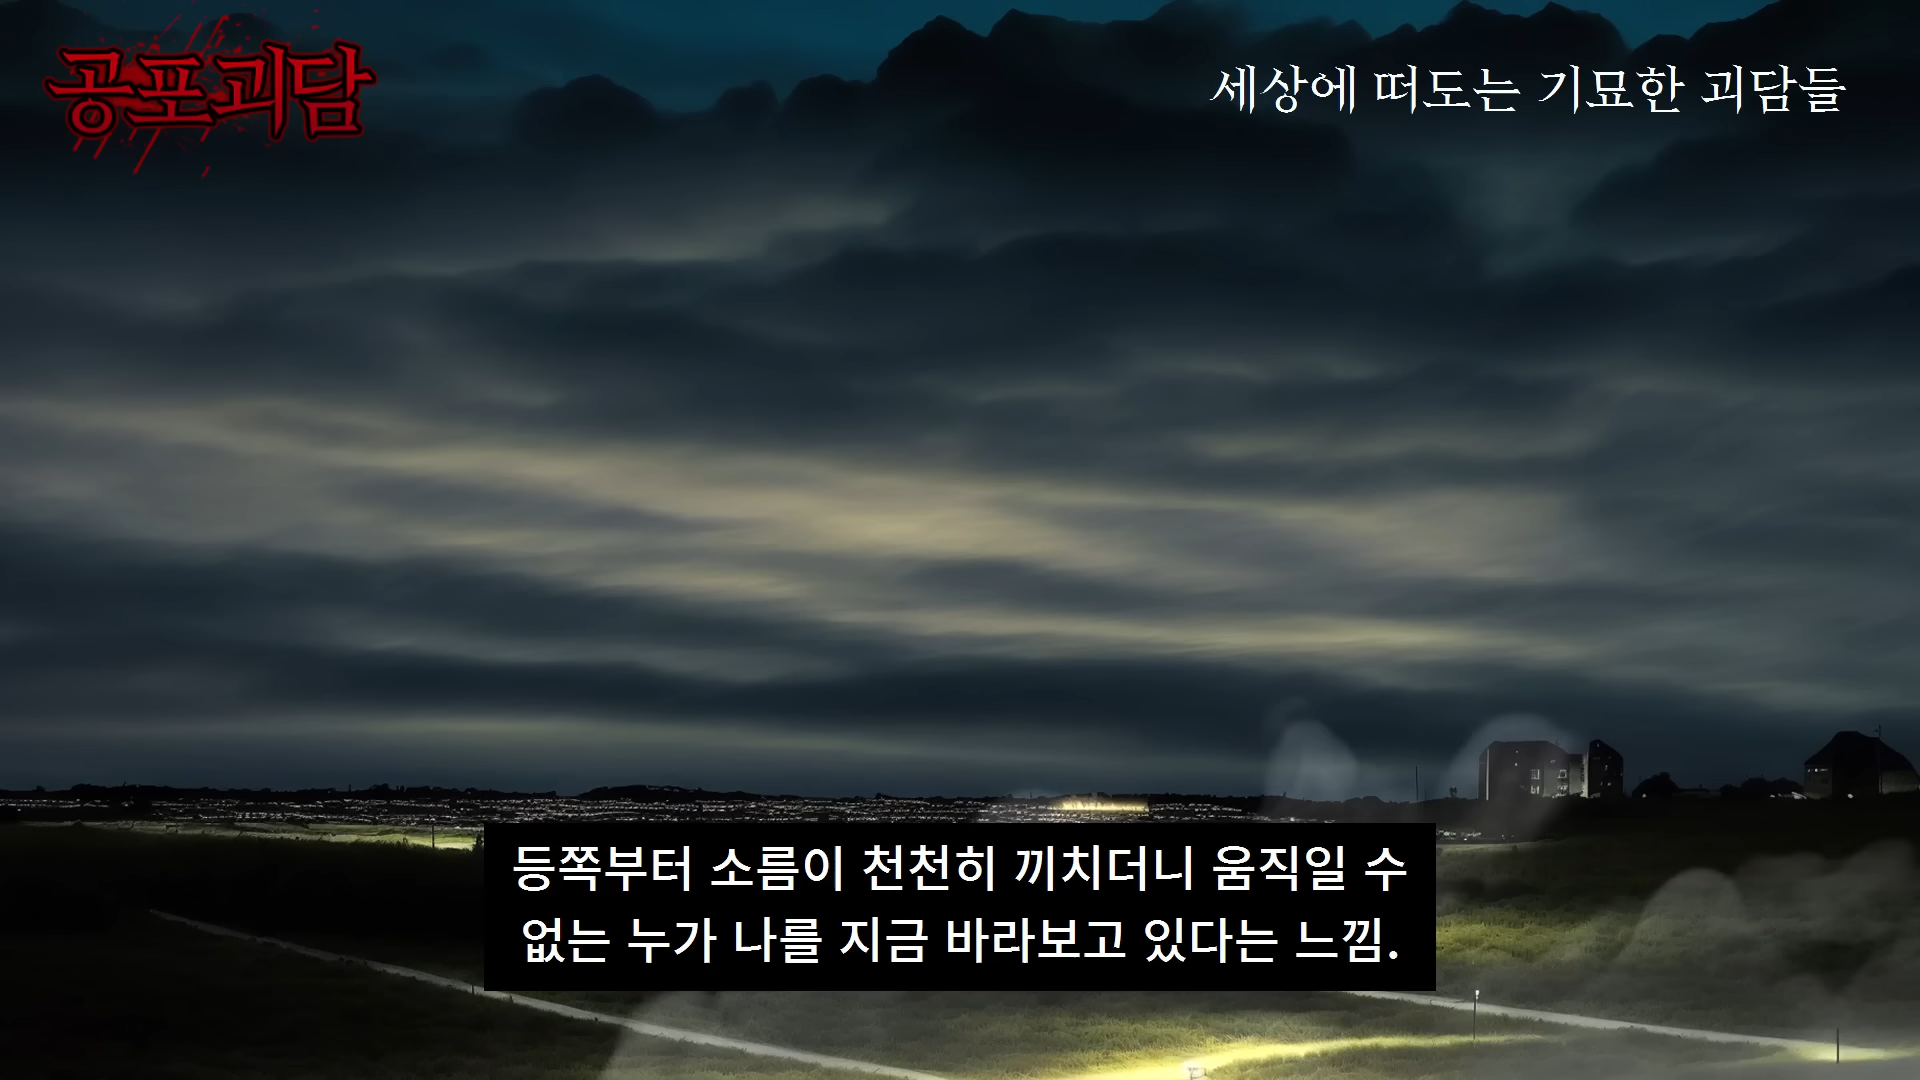 공포괴담
세상에 떠도는 기묘한 괴담들
등쪽부터 소름이 천천히 끼치더니 움직일 수
없는 누가 나를 지금 바라보고 있다는 느낌.